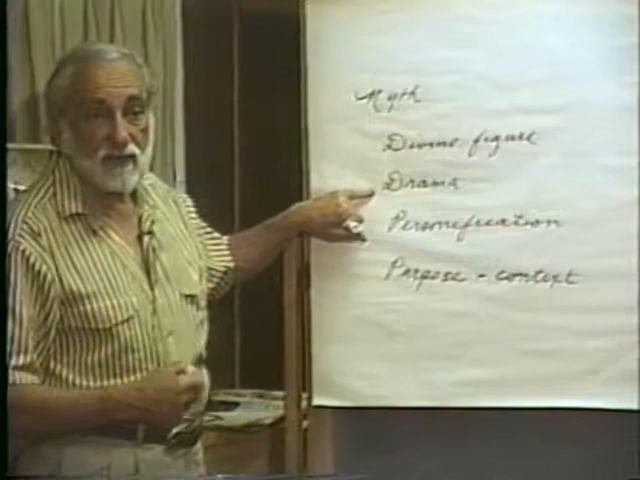 Myth
Divine figure
Drama
Personification
Purpose - context